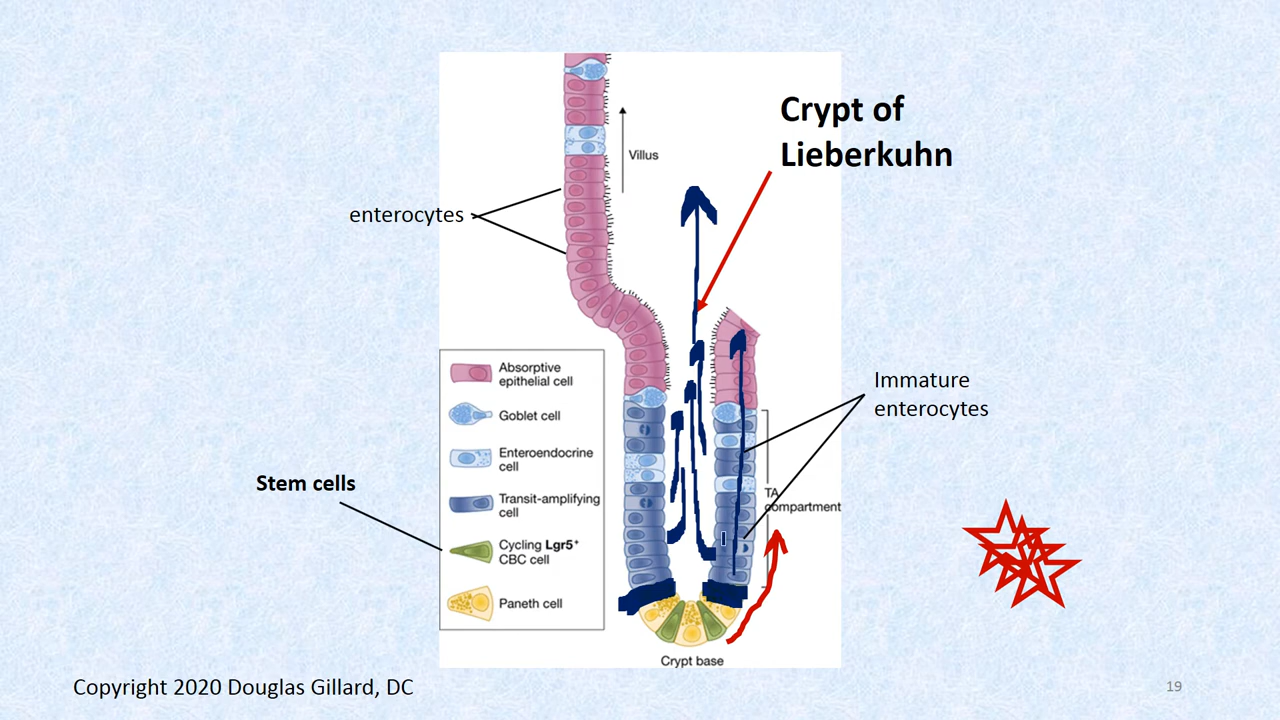 Crypt of
Lieberkuhn
Villus
enterocytes
Absorptive
epithelial cell
Goblet cell
Enteroendocrine
cell
Transit-amplifying
cell
Cycling Lgr5+
CBC cell
Paneth cell
Immature
enterocytes
Stem cells
TA
compartment
Crypt base
Copyright 2020 Douglas Gillard, DC
19